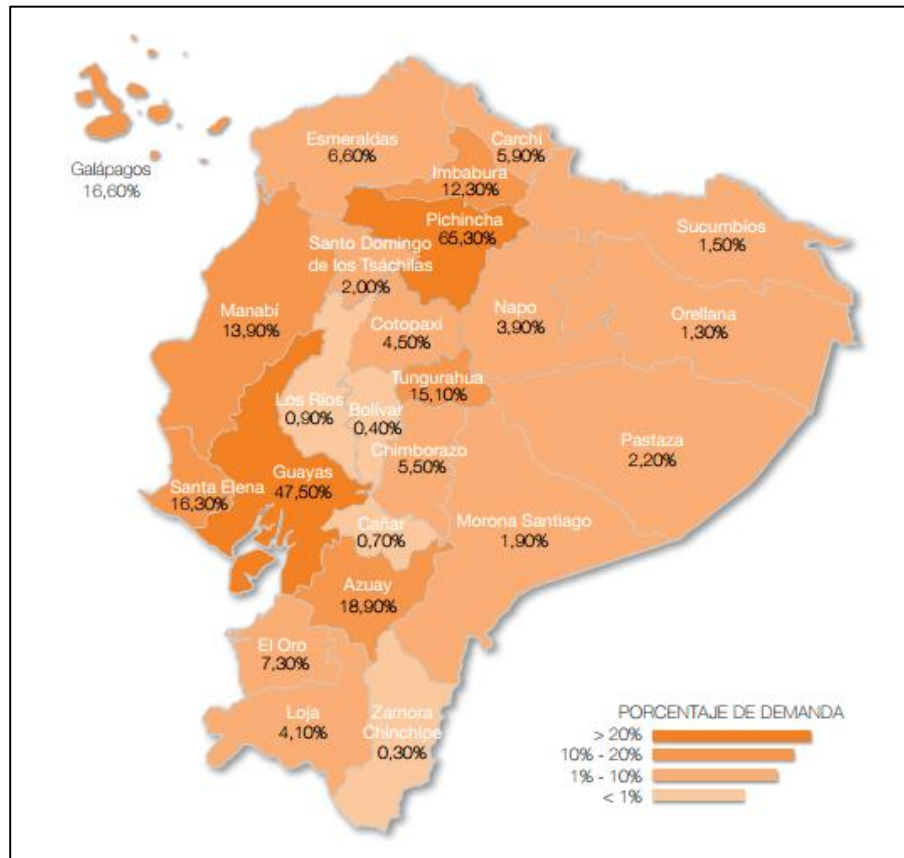 Galápagos
16,60%
Esmeraldas
6,60%
Carchi
5,90%
Imbabura
12,30%
Pichincha
65,30%
Sucumbíos
1,50%
Santo Domingo
de los Tsáchilas
2,00%
Manabí
13,90%
Cotopaxi
4,50%
Napo
3,90%
Orellana
1,30%
Tungurahua
15,10%
Los Ríos
0,90%
Bolívar
0,40%
Pastaza
2,20%
Chimborazo
5,50%
Santa Elena
16,30%
Guayas
47,50%
Cañar
0,70%
Morona Santiago
1,90%
Azuay
18,90%
El Oro
7,30%
Loja
4,10%
Zamora
Chinchipe
0,30%
PORCENTAJE DE DEMANDA
> 20%
10% - 20%
1% - 10%
< 1%